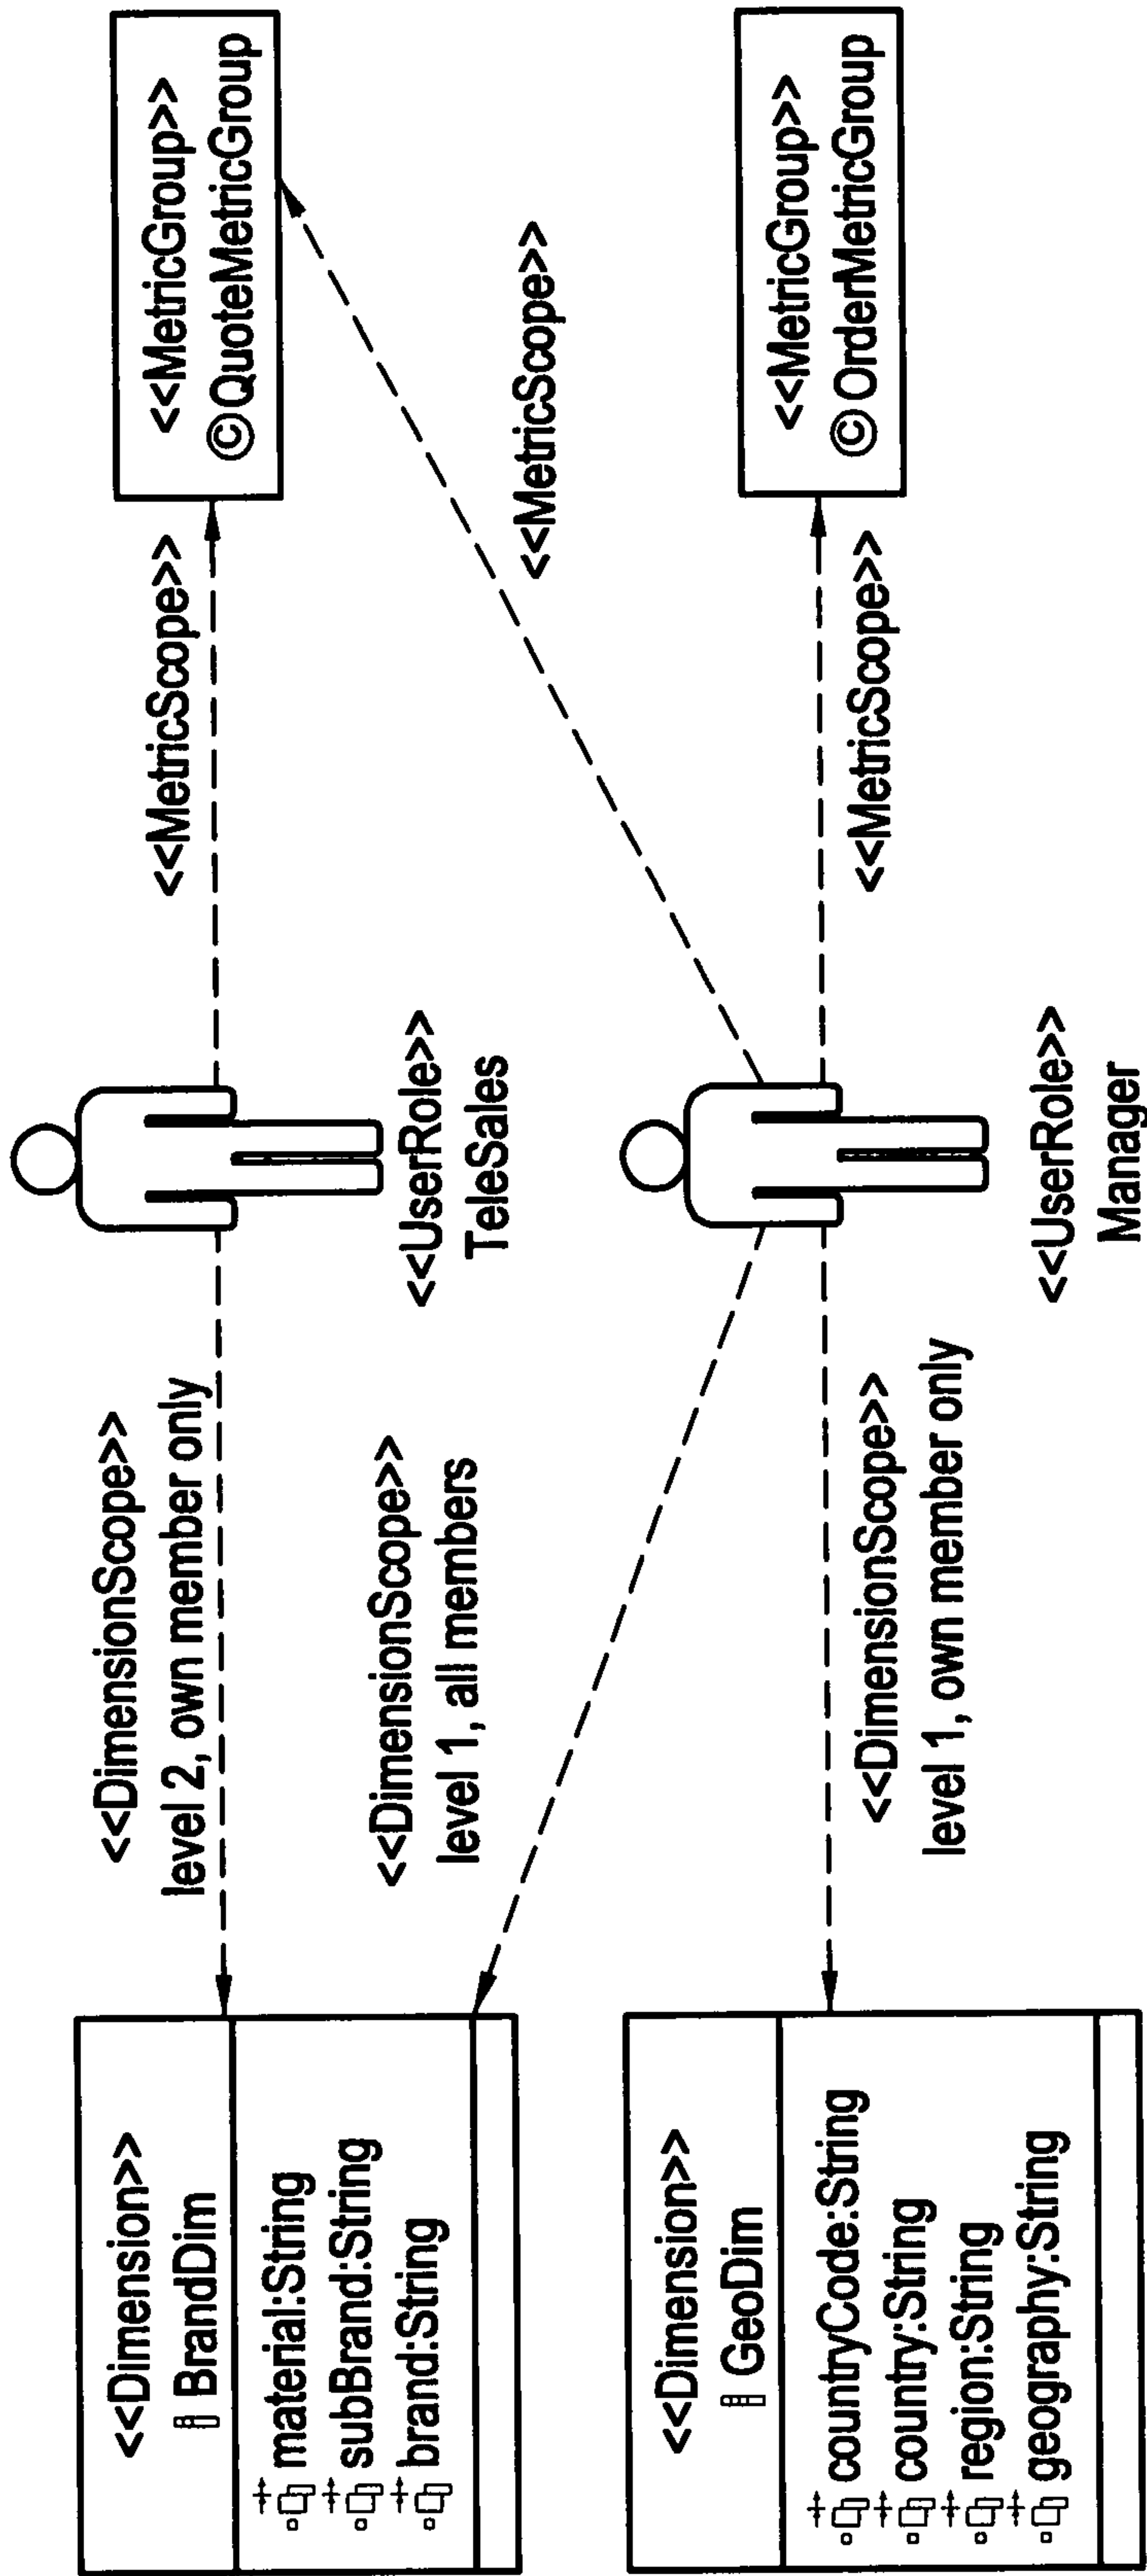 <<Dimension>>
BrandDim
material:String
subBrand:String
brand:String
<<DimensionScope>>
level 2, own member only
<<UserRole>>
TeleSales
<<MetricScope>>
<<MetricGroup>>
©QuoteMetricGroup
<<DimensionScope>>
level 1, all members
<<MetricScope>>
<<Dimension>>
GeoDim
countryCode:String
country:String
region:String
geography:String
<<DimensionScope>>
level 1, own member only
<<UserRole>>
Manager
<<MetricScope>>
<<MetricGroup>>
©OrderMetricGroup